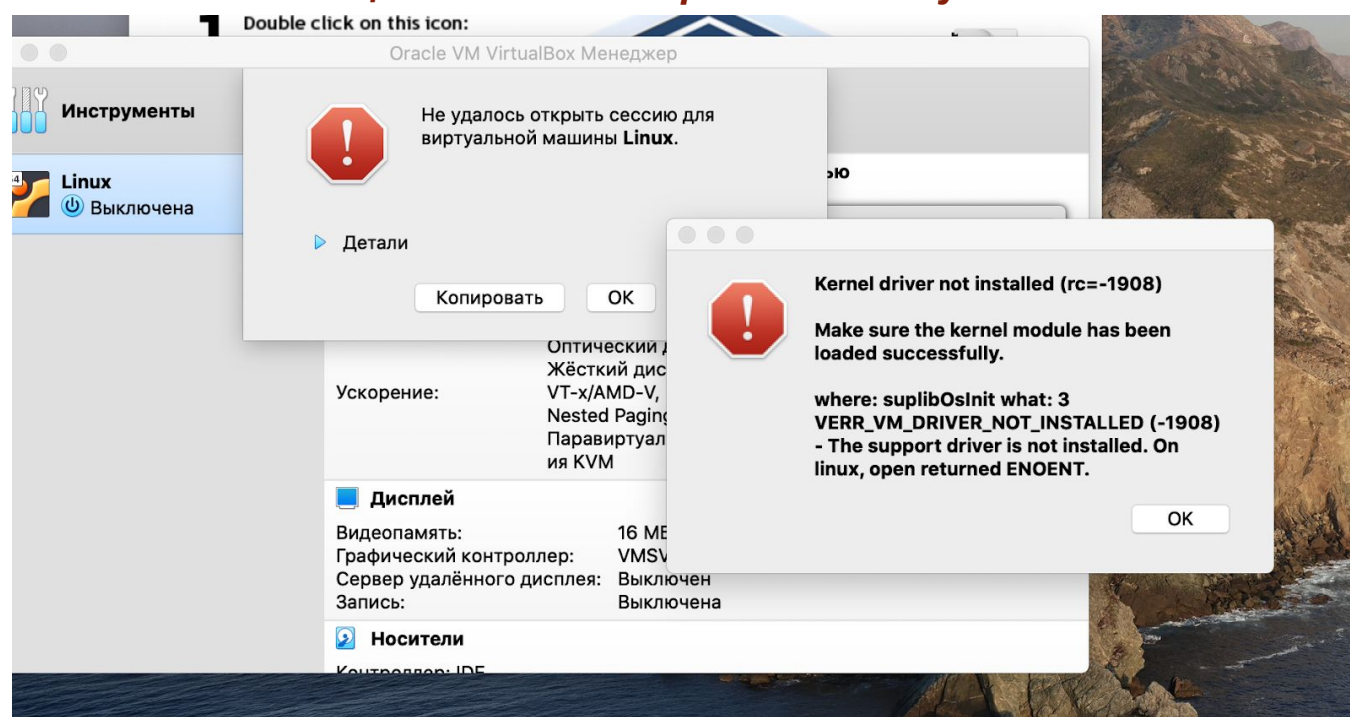 Double click on this icon:
Oracle VM VirtualBox Менеджер
Инструменты
Не удалось открыть сессию для
виртуальной машины Linux.
Linux
Выключена
ью
Детали
Копировать
OK
Kernel driver not installed (rc=-1908)
Make sure the kernel module has been
loaded successfully.
where: suplibOsInit what: 3
VERR_VM_DRIVER_NOT_INSTALLED (-1908)
- The support driver is not installed. On
linux, open returned ENOENT.
OK
Оптический
Жёсткий дис
Ускорение:
VT-x/AMD-V,
Nested Paging
Паравиртуал
ия KVM
Дисплей
Видеопамять:
16 МБ
Графический контроллер:
VMSV
Сервер удалённого дисплея:
Выключен
Запись:
Выключена
Носители
Контроллер: IDE